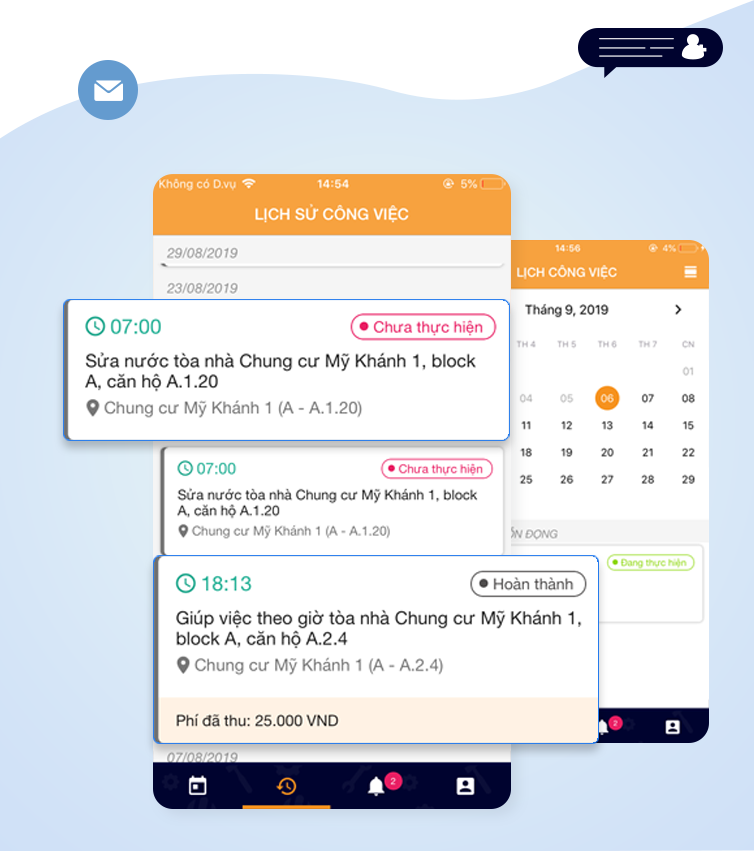 Không có D.vụ 14:54 5%
LỊCH SỬ CÔNG VIỆC
29/08/2019
23/08/2019
07:00 Chưa thực hiện
Sửa nước tòa nhà Chung cư Mỹ Khánh 1, block
A, căn hộ A.1.20
Chung cư Mỹ Khánh 1 (A - A.1.20)
07:00 Chưa thực hiện
Sửa nước tòa nhà Chung cư Mỹ Khánh 1, block
A, căn hộ A.1.20
Chung cư Mỹ Khánh 1 (A - A.1.20)
18:13 Hoàn thành
Giúp việc theo giờ tòa nhà Chung cư Mỹ Khánh 1,
block A, căn hộ A.2.4
Chung cư Mỹ Khánh 1 (A - A.2.4)
Phí đã thu: 25.000 VND
07/08/2019
2
14:56 4%
LỊCH CÔNG VIỆC
Tháng 9, 2019
TH 4 TH 5 TH 6 TH 7 CN
01
04 05 06 07 08
11 12 13 14 15
18 19 20 21 22
25 26 27 28 29
ĐỌNG
Đang thực hiện
2